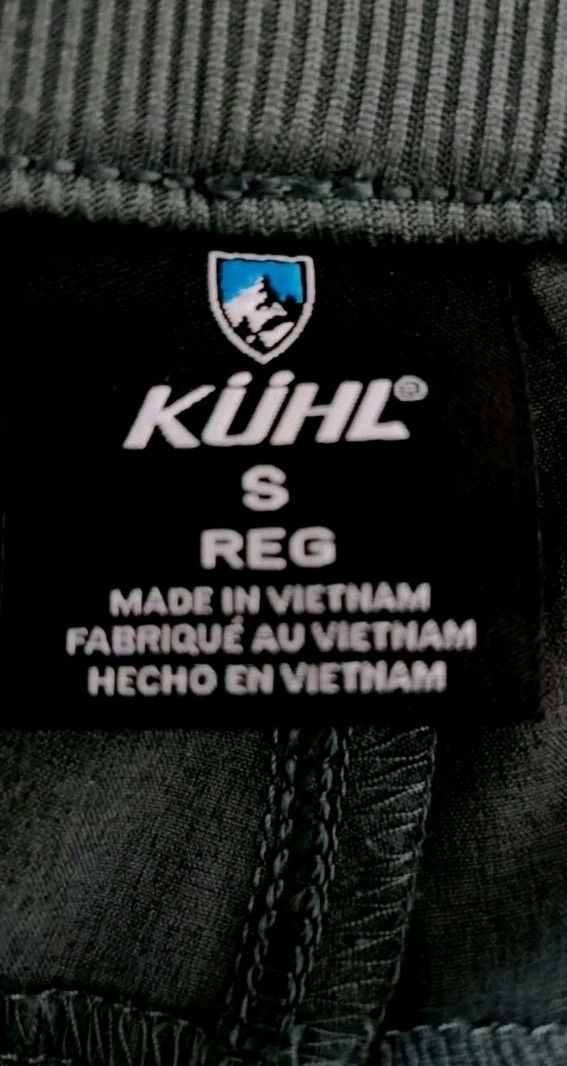 KÜHL®
S
REG
MADE IN VIETNAM
FABRIQUÉ AU VIETNAM
HECHO EN VIETNAM